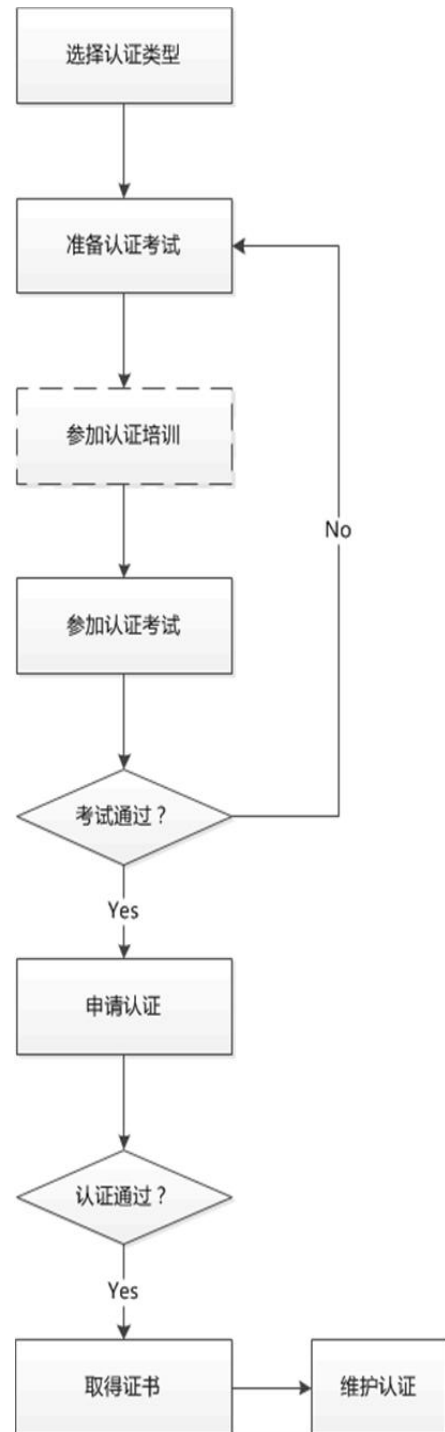 选择认证类型
准备认证考试
参加认证培训
No
参加认证考试
考试通过？
Yes
申请认证
认证通过？
Yes
取得证书
维护认证